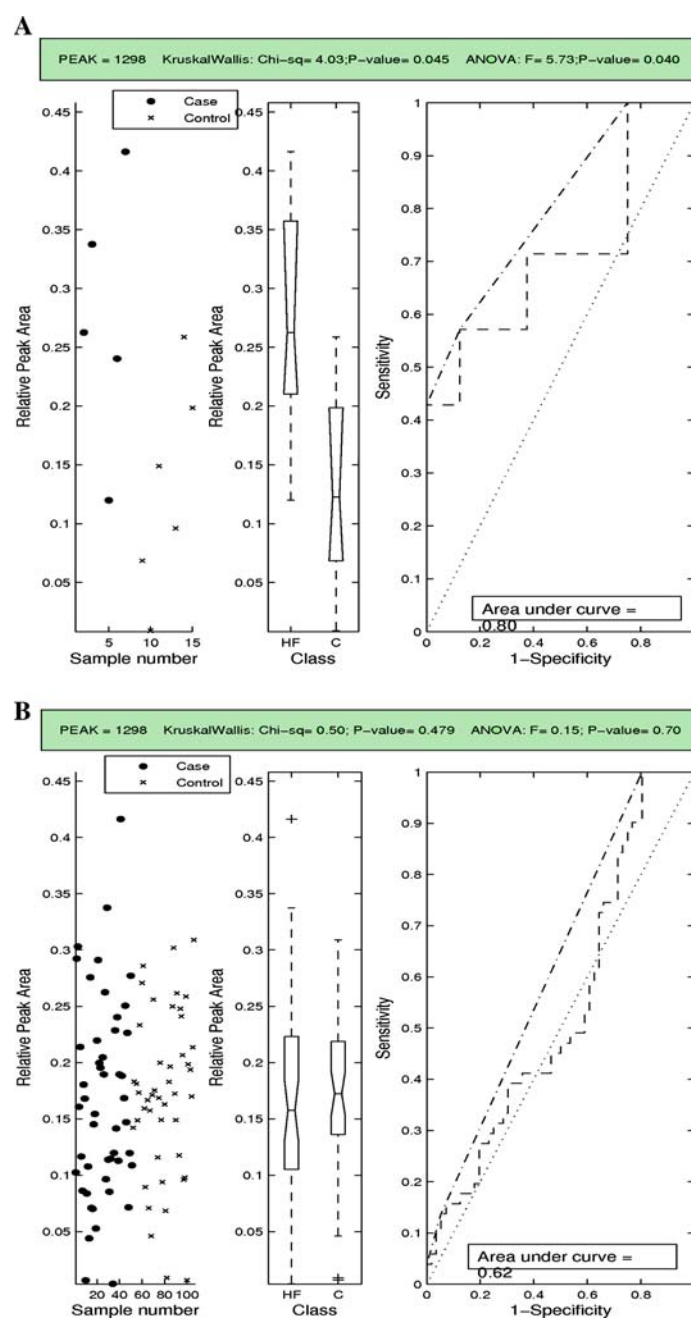 A
PEAK = 1298 KruskalWallis: Chi-sq= 4.03;P-value= 0.045 ANOVA: F= 5.73;P-value= 0.040
Case
Control
0.45
0.4
0.35
0.3
0.25
0.2
0.15
0.1
0.05
Relative Peak Area
5 10 15
Sample number
0.45
0.4
0.35
0.3
0.25
0.2
0.15
0.1
0.05
Relative Peak Area
HF C
Class
1
0.9
0.8
0.7
0.6
0.5
0.4
0.3
0.2
0.1
0
Sensitivity
Area under curve =
0.80
0 0.2 0.4 0.6 0.8
1-Specificity
B
PEAK = 1298 KruskalWallis: Chi-sq= 0.50; P-value= 0.479 ANOVA: F= 0.15; P-value= 0.70
Case
Control
0.45
0.4
0.35
0.3
0.25
0.2
0.15
0.1
0.05
Relative Peak Area
20 40 60 80 100
Sample number
0.45
0.4
0.35
0.3
0.25
0.2
0.15
0.1
0.05
Relative Peak Area
HF C
Class
1
0.9
0.8
0.7
0.6
0.5
0.4
0.3
0.2
0.1
0
Sensitivity
Area under curve =
0.62
0 0.2 0.4 0.6 0.8
1-Specificity